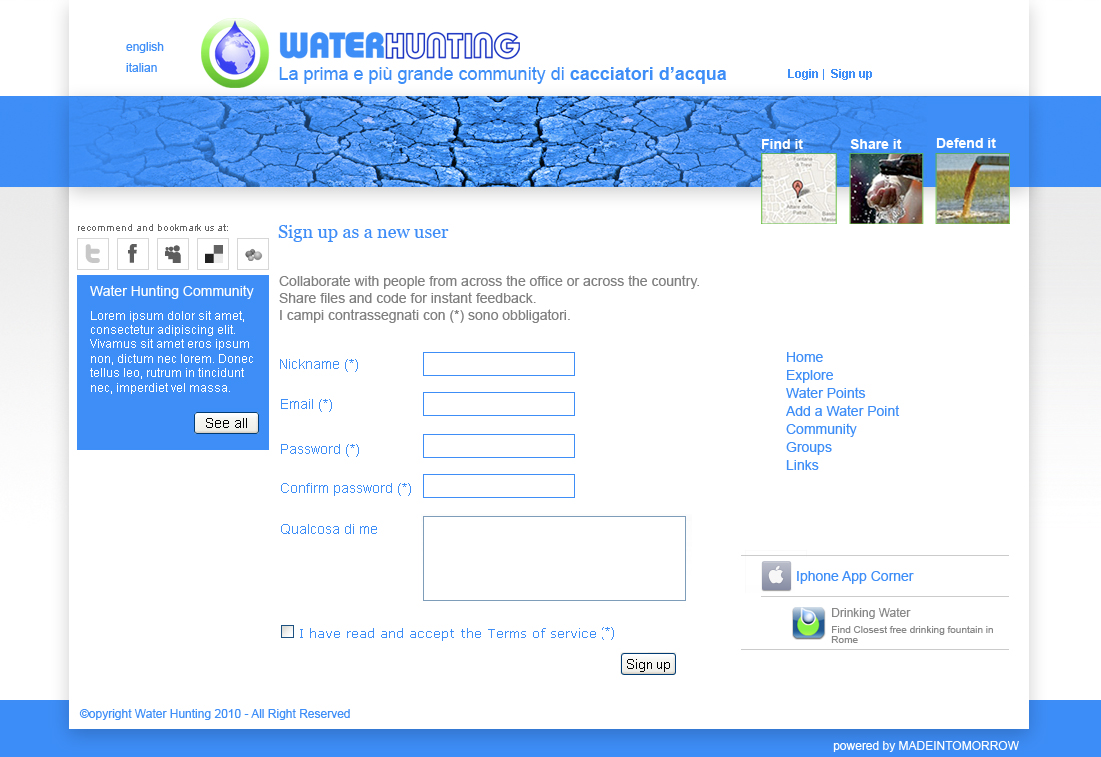 english
italian
WATERHUNTING
La prima e più grande community di cacciatori d'acqua
Login | Sign up
Find it
Share it
Defend it
recommend and bookmark us at:
Water Hunting Community
Lorem ipsum dolor sit amet,
consectetur adipiscing elit.
Vivamus sit amet eros ipsum
non, dictum nec lorem. Donec
tellus leo, rutrum in tincidunt
nec, imperdiet vel massa.
See all
Sign up as a new user
Collaborate with people from across the office or across the country.
Share files and code for instant feedback.
I campi contrassegnati con (*) sono obbligatori.
Nickname (*)
Email (*)
Password (*)
Confirm password (*)
Qualcosa di me
I have read and accept the Terms of service (*)
Sign up
Home
Explore
Water Points
Add a Water Point
Community
Groups
Links
Iphone App Corner
Drinking Water
Find Closest free drinking fountain in
Rome
©opyright Water Hunting 2010 - All Right Reserved
powered by MADEINTOMORROW